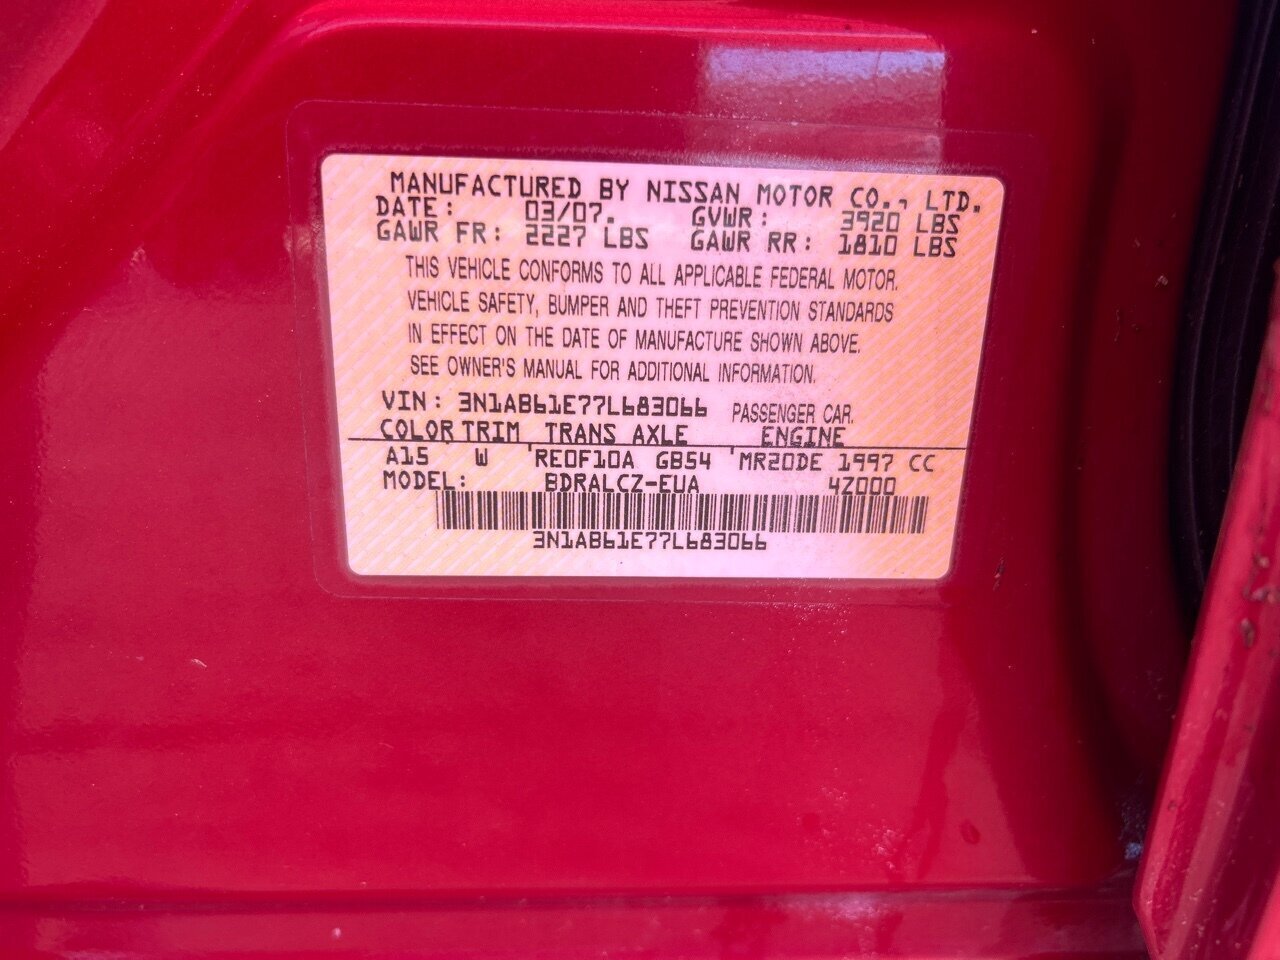 MANUFACTURED BY NISSAN MOTOR CO., LTD.
DATE: 03/07. GVWR: 3920 LBS
GAWR FR: 2227 LBS GAWR RR: 1810 LBS
THIS VEHICLE CONFORMS TO ALL APPLICABLE FEDERAL MOTOR.
VEHICLE SAFETY, BUMPER AND THEFT PREVENTION STANDARDS
IN EFFECT ON THE DATE OF MANUFACTURE SHOWN ABOVE.
SEE OWNER'S MANUAL FOR ADDITIONAL INFORMATION.
VIN: 3N1AB61E77L683066 PASSENGER CAR.
COLOR TRIM TRANS AXLE ENGINE
A15 W RE0F10A GB54 MR20DE 1997 CC
MODEL: BDRALCZ-EUA 4Z000
3N1AB61E77L683066